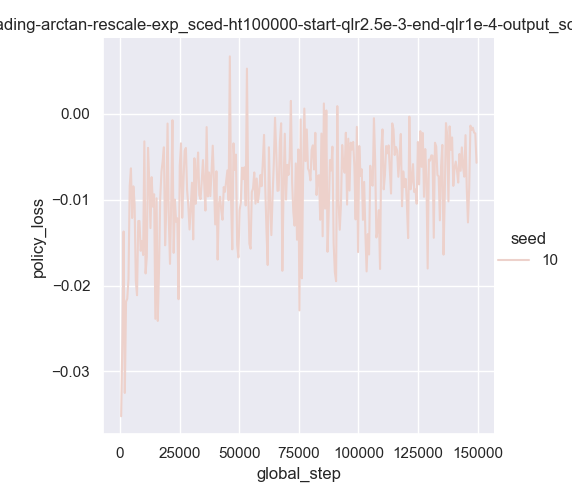 ading-arctan-rescale-exp_sced-ht100000-start-qlr2.5e-3-end-qlr1e-4-output_sc
0.00
−0.01
−0.02
−0.03
policy_loss
0 25000 50000 75000 100000 125000 150000
global_step
seed
10